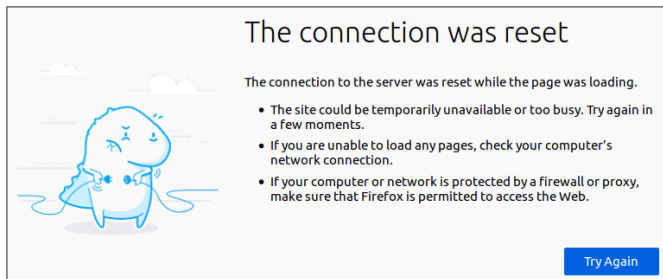 The connection was reset
The connection to the server was reset while the page was loading.
• The site could be temporarily unavailable or too busy. Try again in
a few moments.
• If you are unable to load any pages, check your computer's
network connection.
• If your computer or network is protected by a firewall or proxy,
make sure that Firefox is permitted to access the Web.
Try Again